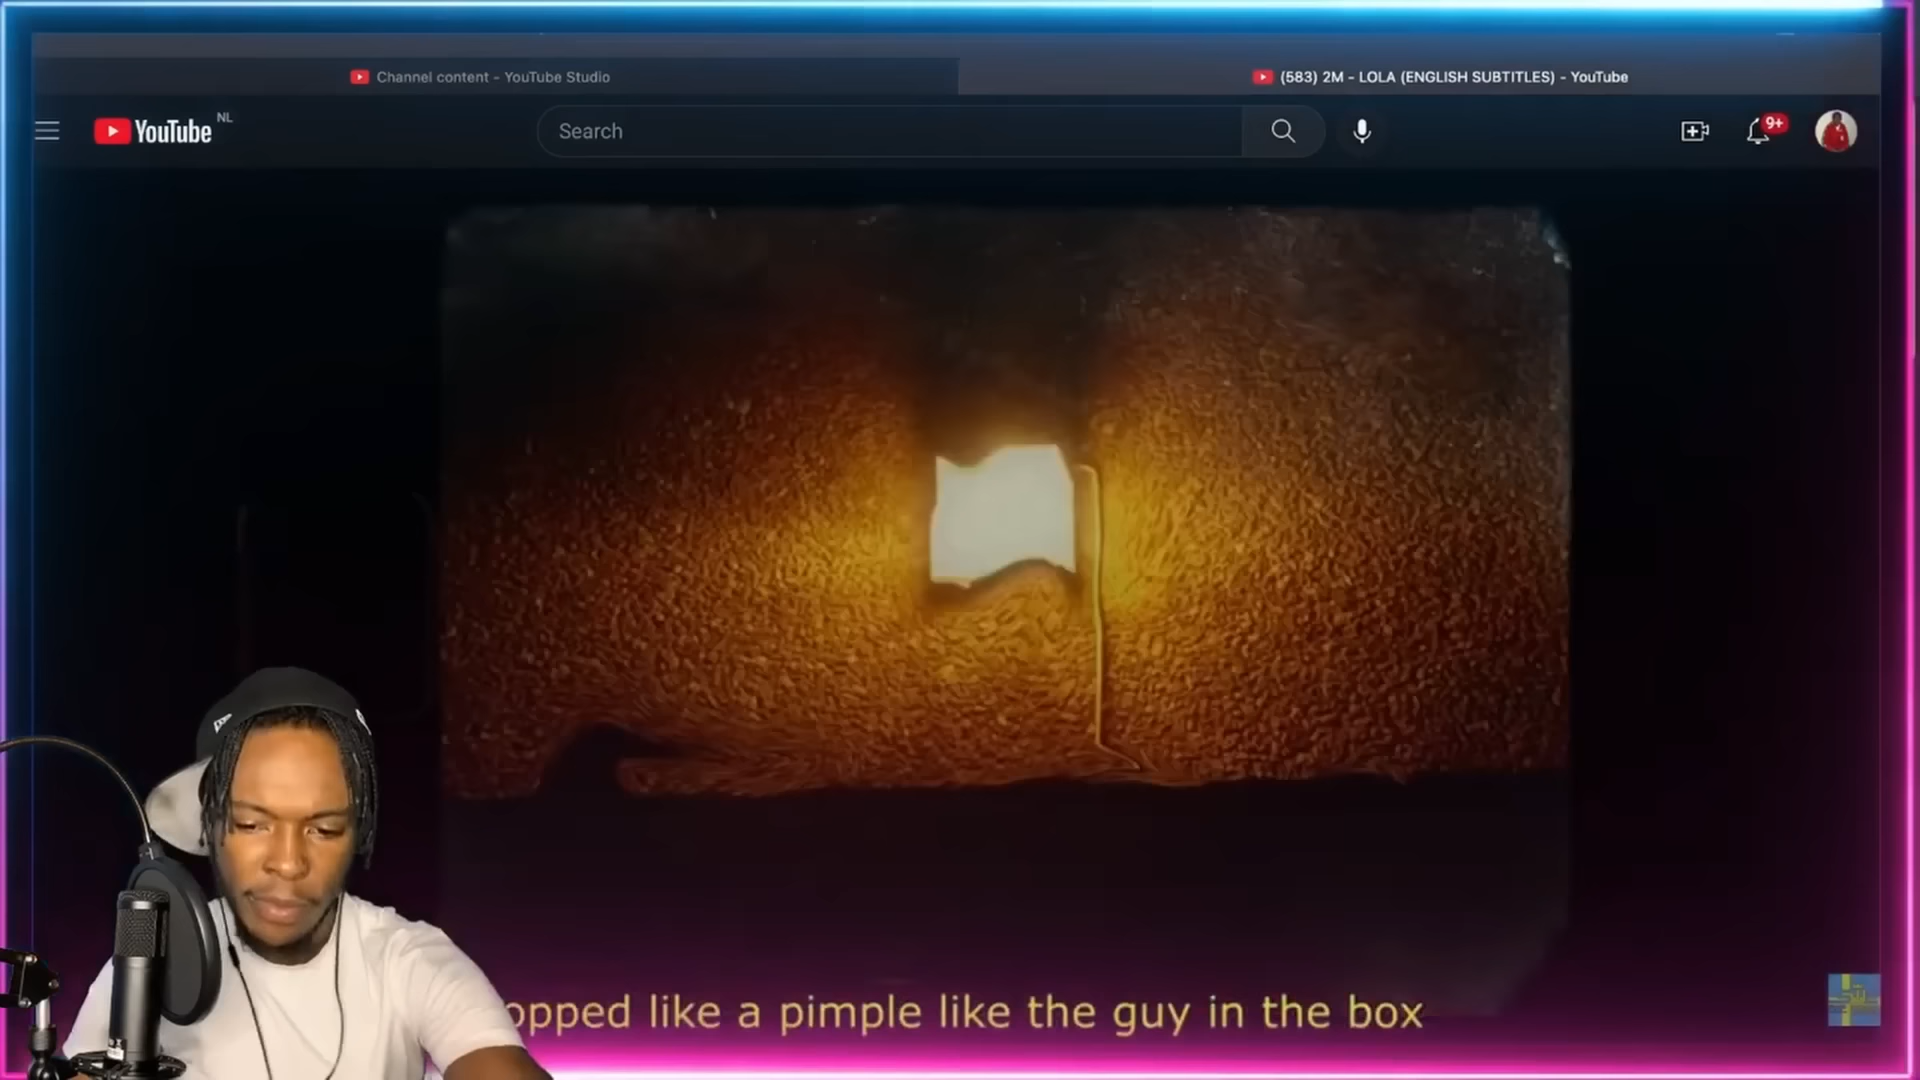 Channel content - YouTube Studio
(583) 2M - LOLA (ENGLISH SUBTITLES) - YouTube
YouTube NL
Search
9+
opped like a pimple like the guy in the box